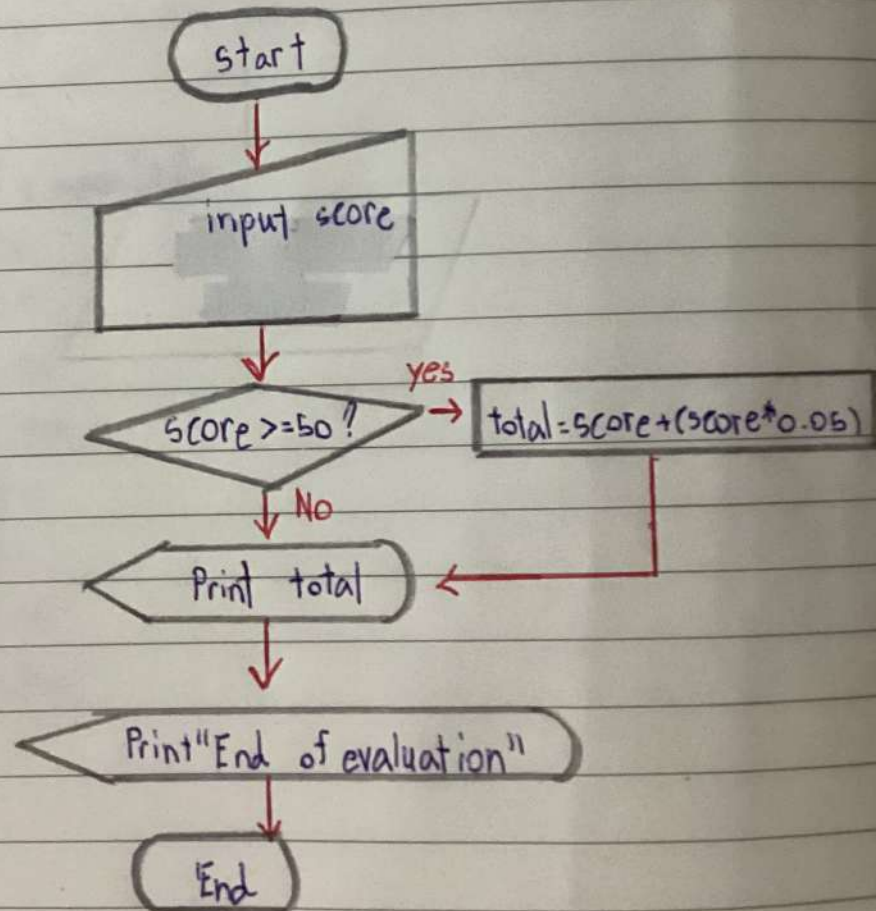 start
input score
score >= 50?
yes
total = score + (score * 0.05)
No
Print total
Print "End of evaluation"
End